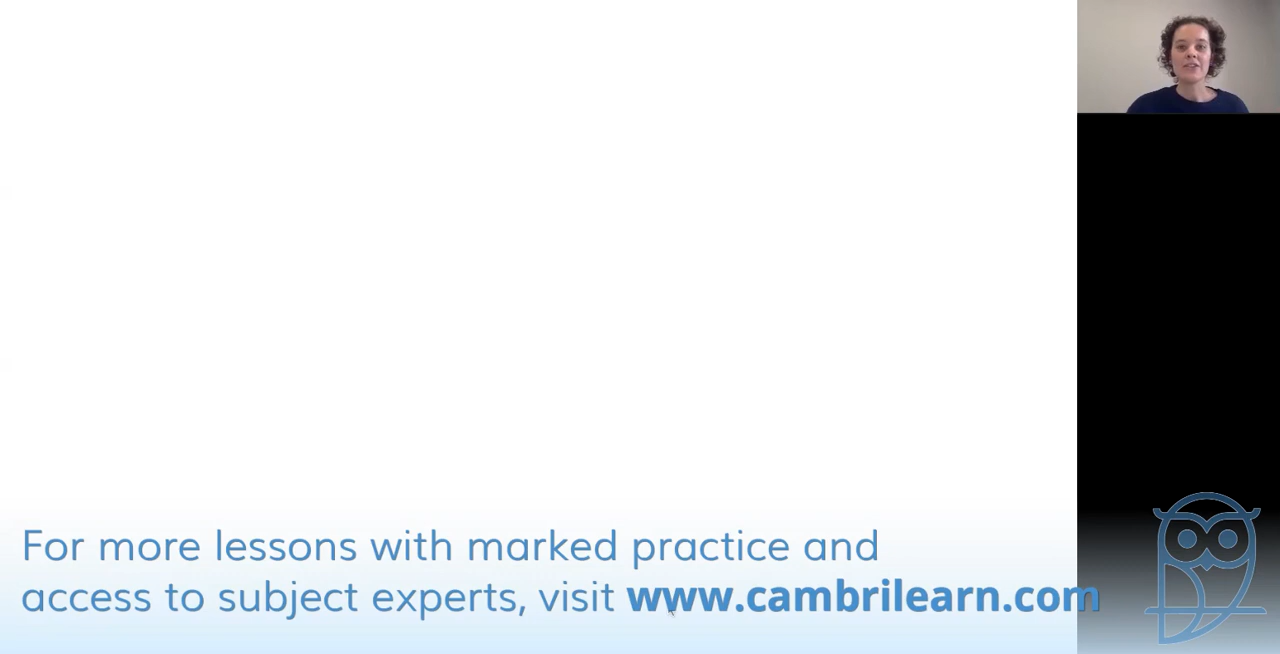 For more lessons with marked practice and
access to subject experts, visit www.cambrilearn.com